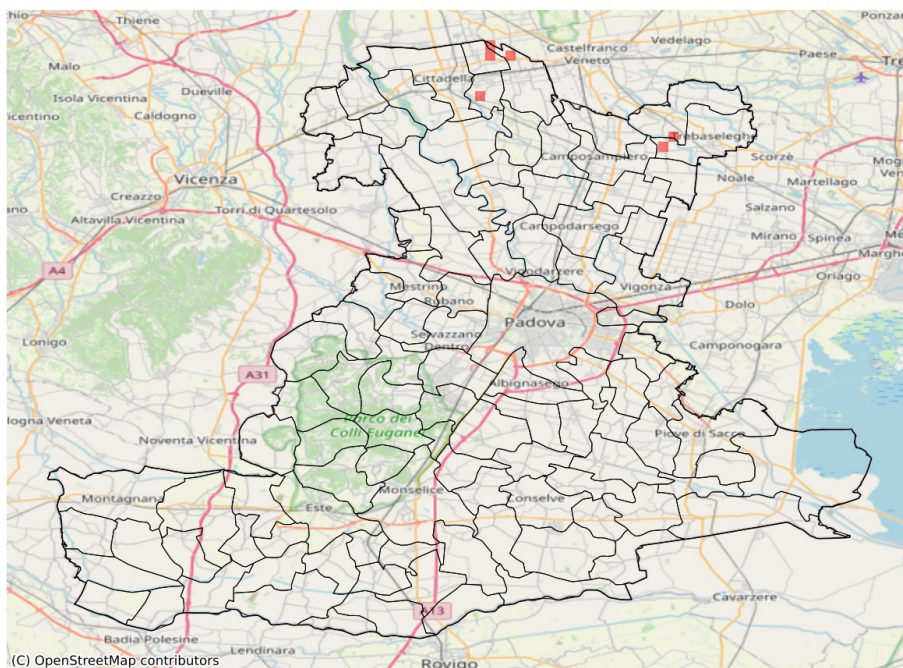 Thiene
Vedelago
Castelfranco
Veneto
Paese
Malo
Cittadella
Dueville
Isola Vicentina
Caldogno
Trebaseleghe
Camposampiero
Scorzè
Noale
Martellago
Vicenza
Creazzo
Altavilla Vicentina
Torri di Quartesolo
Salzano
Campodarsego
Mirano
Spinea
A4
Vigodarzere
Vigonza
Oriago
Mestrino
Rubano
Dolo
Padova
Selvazzano
Dentro
Lonigo
Camponogara
A31
Albignasego
Parco dei
Colli Euganei
Noventa Vicentina
Piove di Sacco
Montagnana
Monselice
Conselve
Este
A13
Cavarzere
Badia Polesine
Lendinara
Rovigo
(C) OpenStreetMap contributors